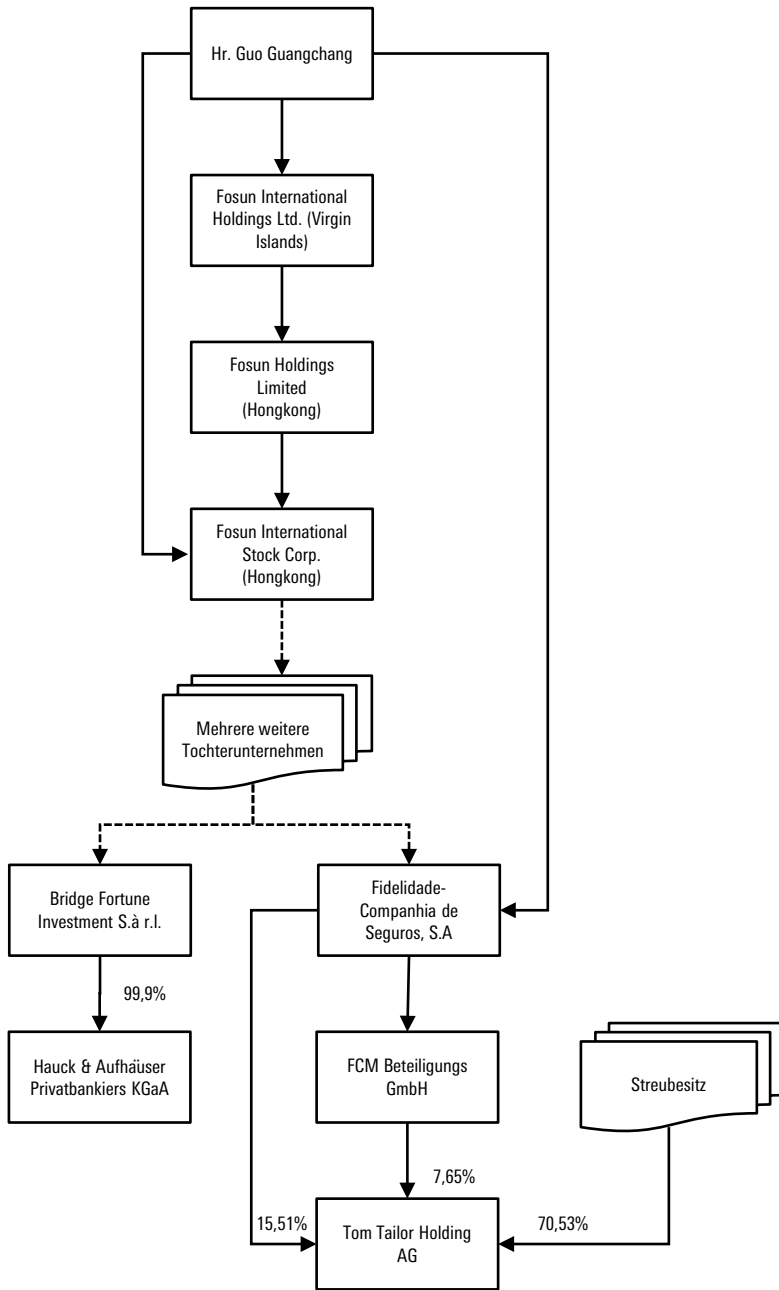 Hr. Guo Guangchang
Fosun International
Holdings Ltd. (Virgin
Islands)
Fosun Holdings
Limited
(Hongkong)
Fosun International
Stock Corp.
(Hongkong)
Mehrere weitere
Tochterunternehmen
Bridge Fortune
Investment S.à r.l.
Fidelidade-
Companhia de
Seguros, S.A
99,9%
Hauck & Aufhäuser
Privatbankiers KGaA
FCM Beteiligungs
GmbH
Streubesitz
7,65%
15,51%
70,53%
Tom Tailor Holding
AG